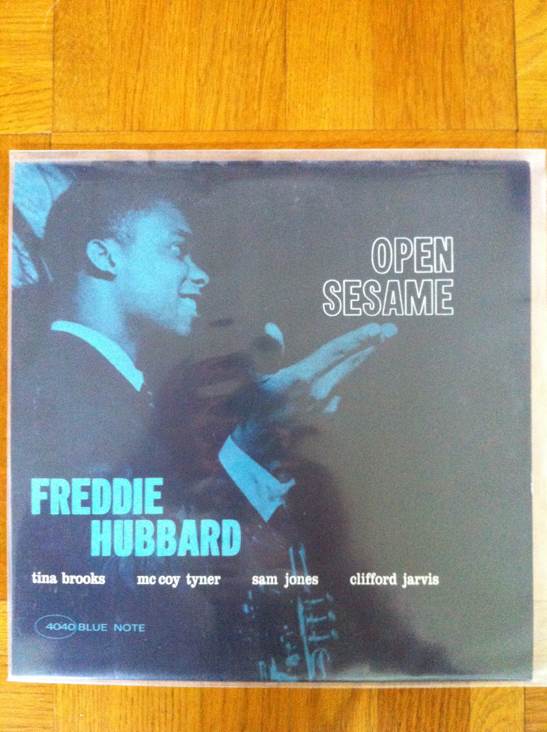 OPEN
SESAME
FREDDIE
HUBBARD
tina brooks mc coy tyner sam jones clifford jarvis
4040 BLUE NOTE